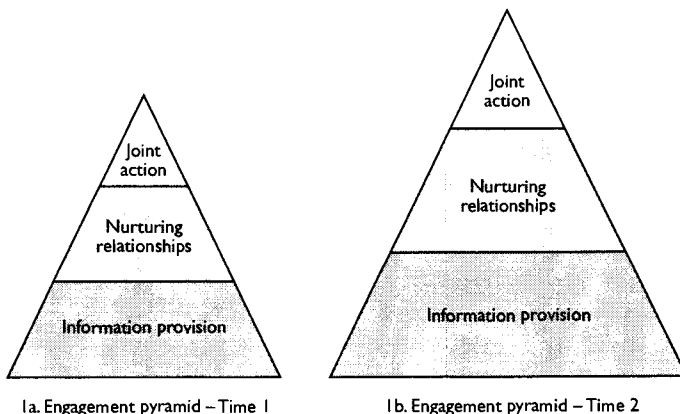 Joint
action
Nurturing
relationships
Information provision
1a. Engagement pyramid – Time 1
Joint
action
Nurturing
relationships
Information provision
1b. Engagement pyramid – Time 2